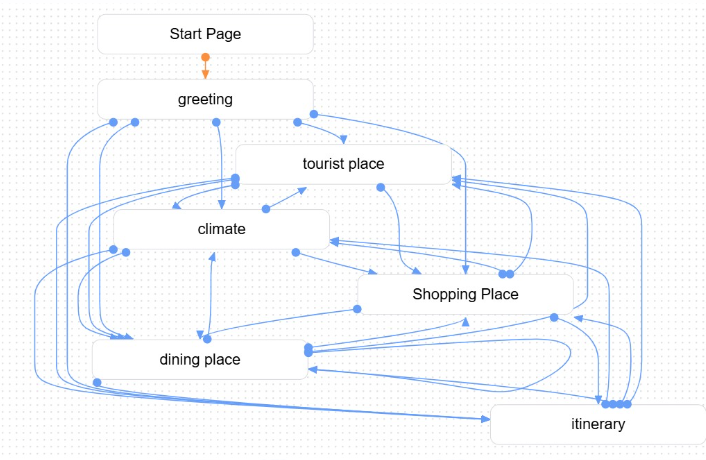 Start Page
greeting
tourist place
climate
Shopping Place
dining place
itinerary